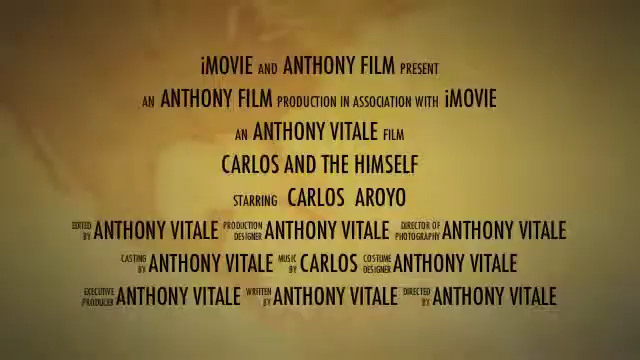 iMOVIE AND ANTHONY FILM PRESENT
AN ANTHONY FILM PRODUCTION IN ASSOCIATION WITH iMOVIE
AN ANTHONY VITALE FILM
CARLOS AND THE HIMSELF
STARRING CARLOS AROYO
EDITED BY ANTHONY VITALE PRODUCTION DESIGNER ANTHONY VITALE DIRECTOR OF PHOTOGRAPHY ANTHONY VITALE
CASTING BY ANTHONY VITALE MUSIC BY CARLOS COSTUME DESIGNER ANTHONY VITALE
EXECUTIVE PRODUCER ANTHONY VITALE WRITTEN BY ANTHONY VITALE DIRECTED BY ANTHONY VITALE